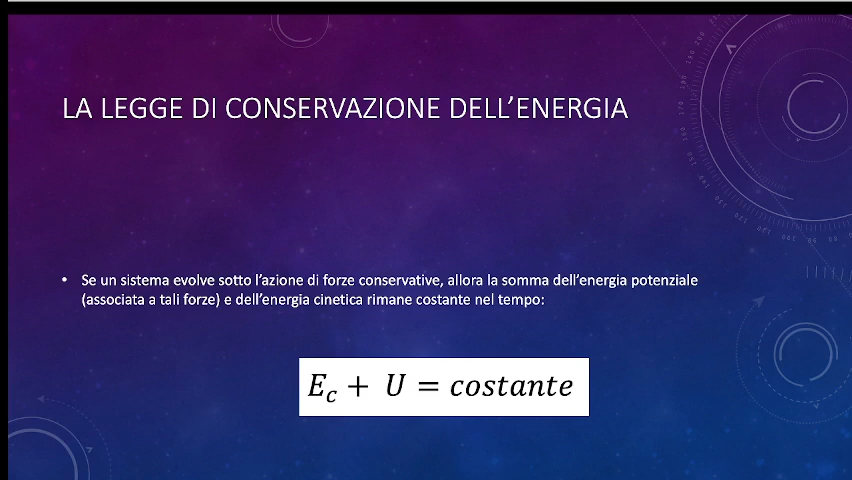 LA LEGGE DI CONSERVAZIONE DELL’ENERGIA
• Se un sistema evolve sotto l’azione di forze conservative, allora la somma dell’energia potenziale
(associata a tali forze) e dell’energia cinetica rimane costante nel tempo:
E_c + U = costante